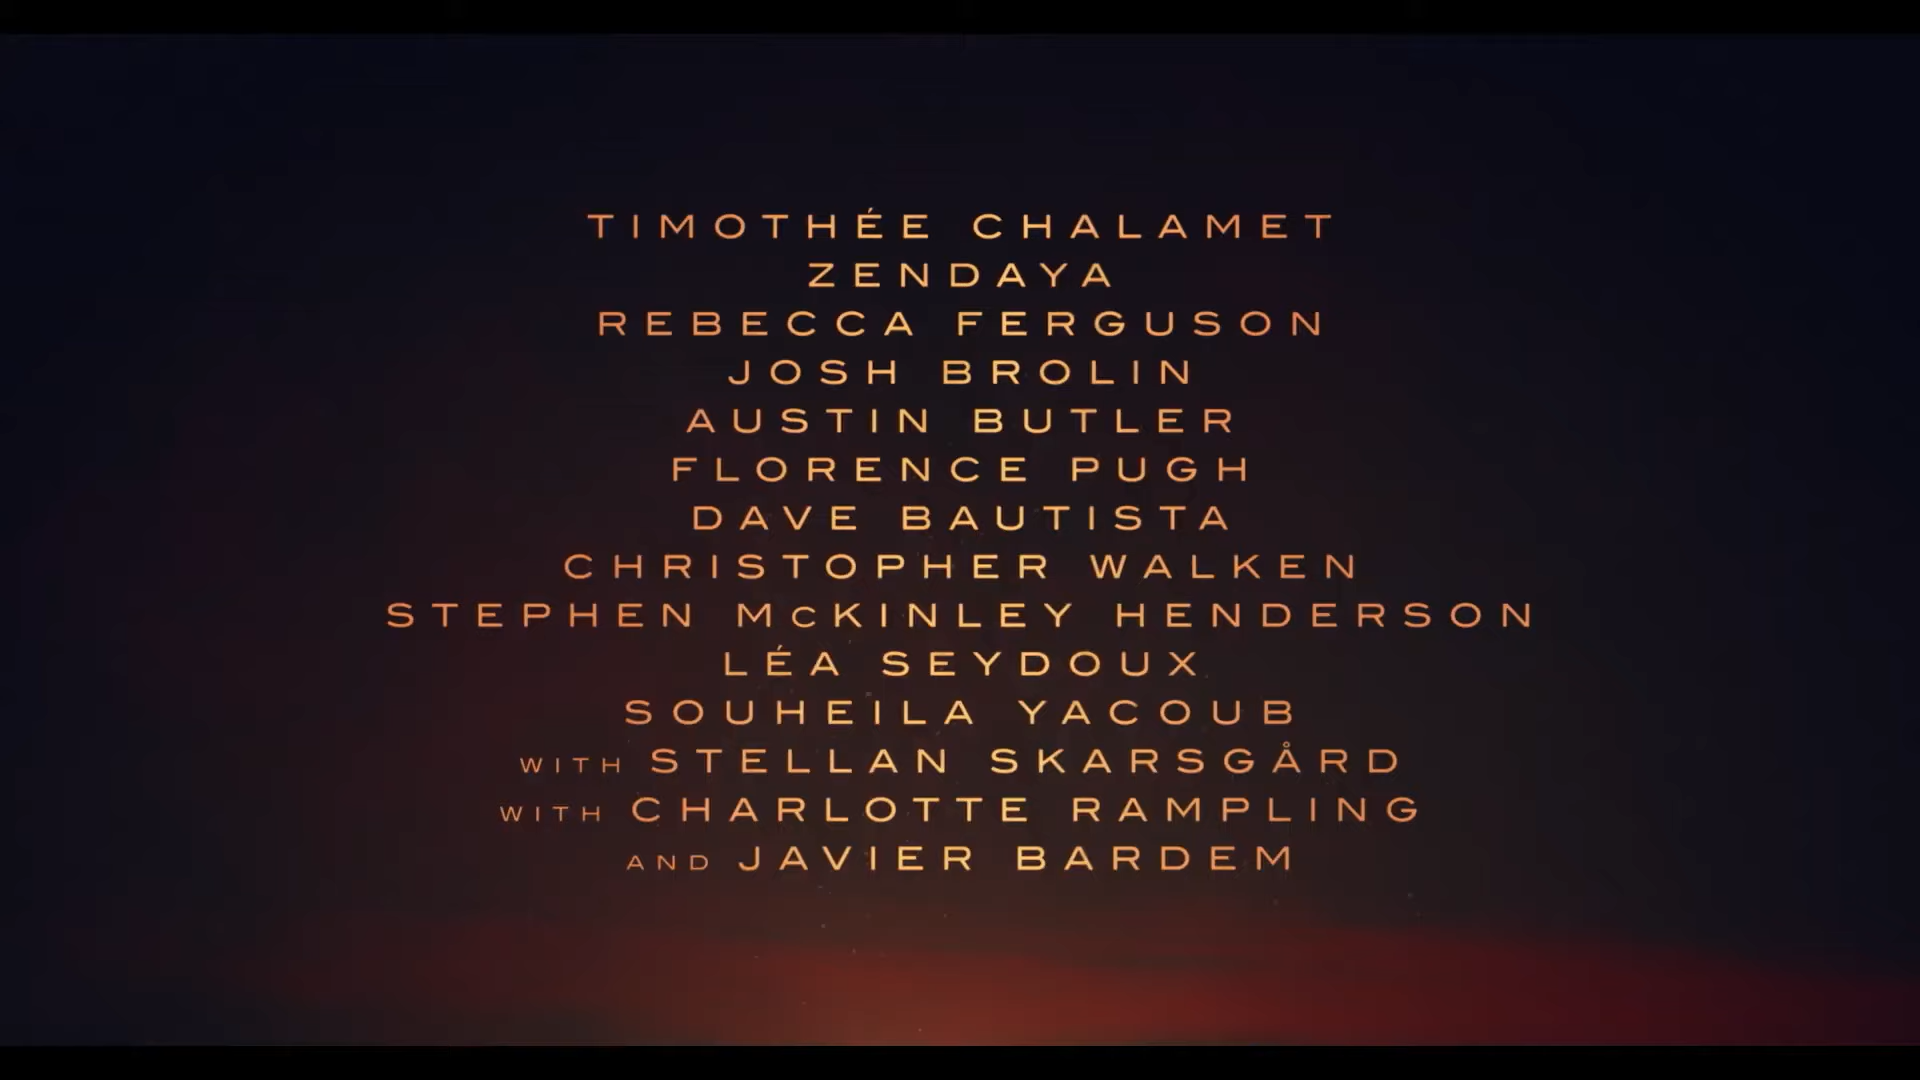 TIMOTHÉE CHALAMET
ZENDAYA
REBECCA FERGUSON
JOSH BROLIN
AUSTIN BUTLER
FLORENCE PUGH
DAVE BAUTISTA
CHRISTOPHER WALKEN
STEPHEN McKINLEY HENDERSON
LÉA SEYDOUX
SOUHEILA YACOUB
WITH STELLAN SKARSGÅRD
WITH CHARLOTTE RAMPLING
AND JAVIER BARDEM